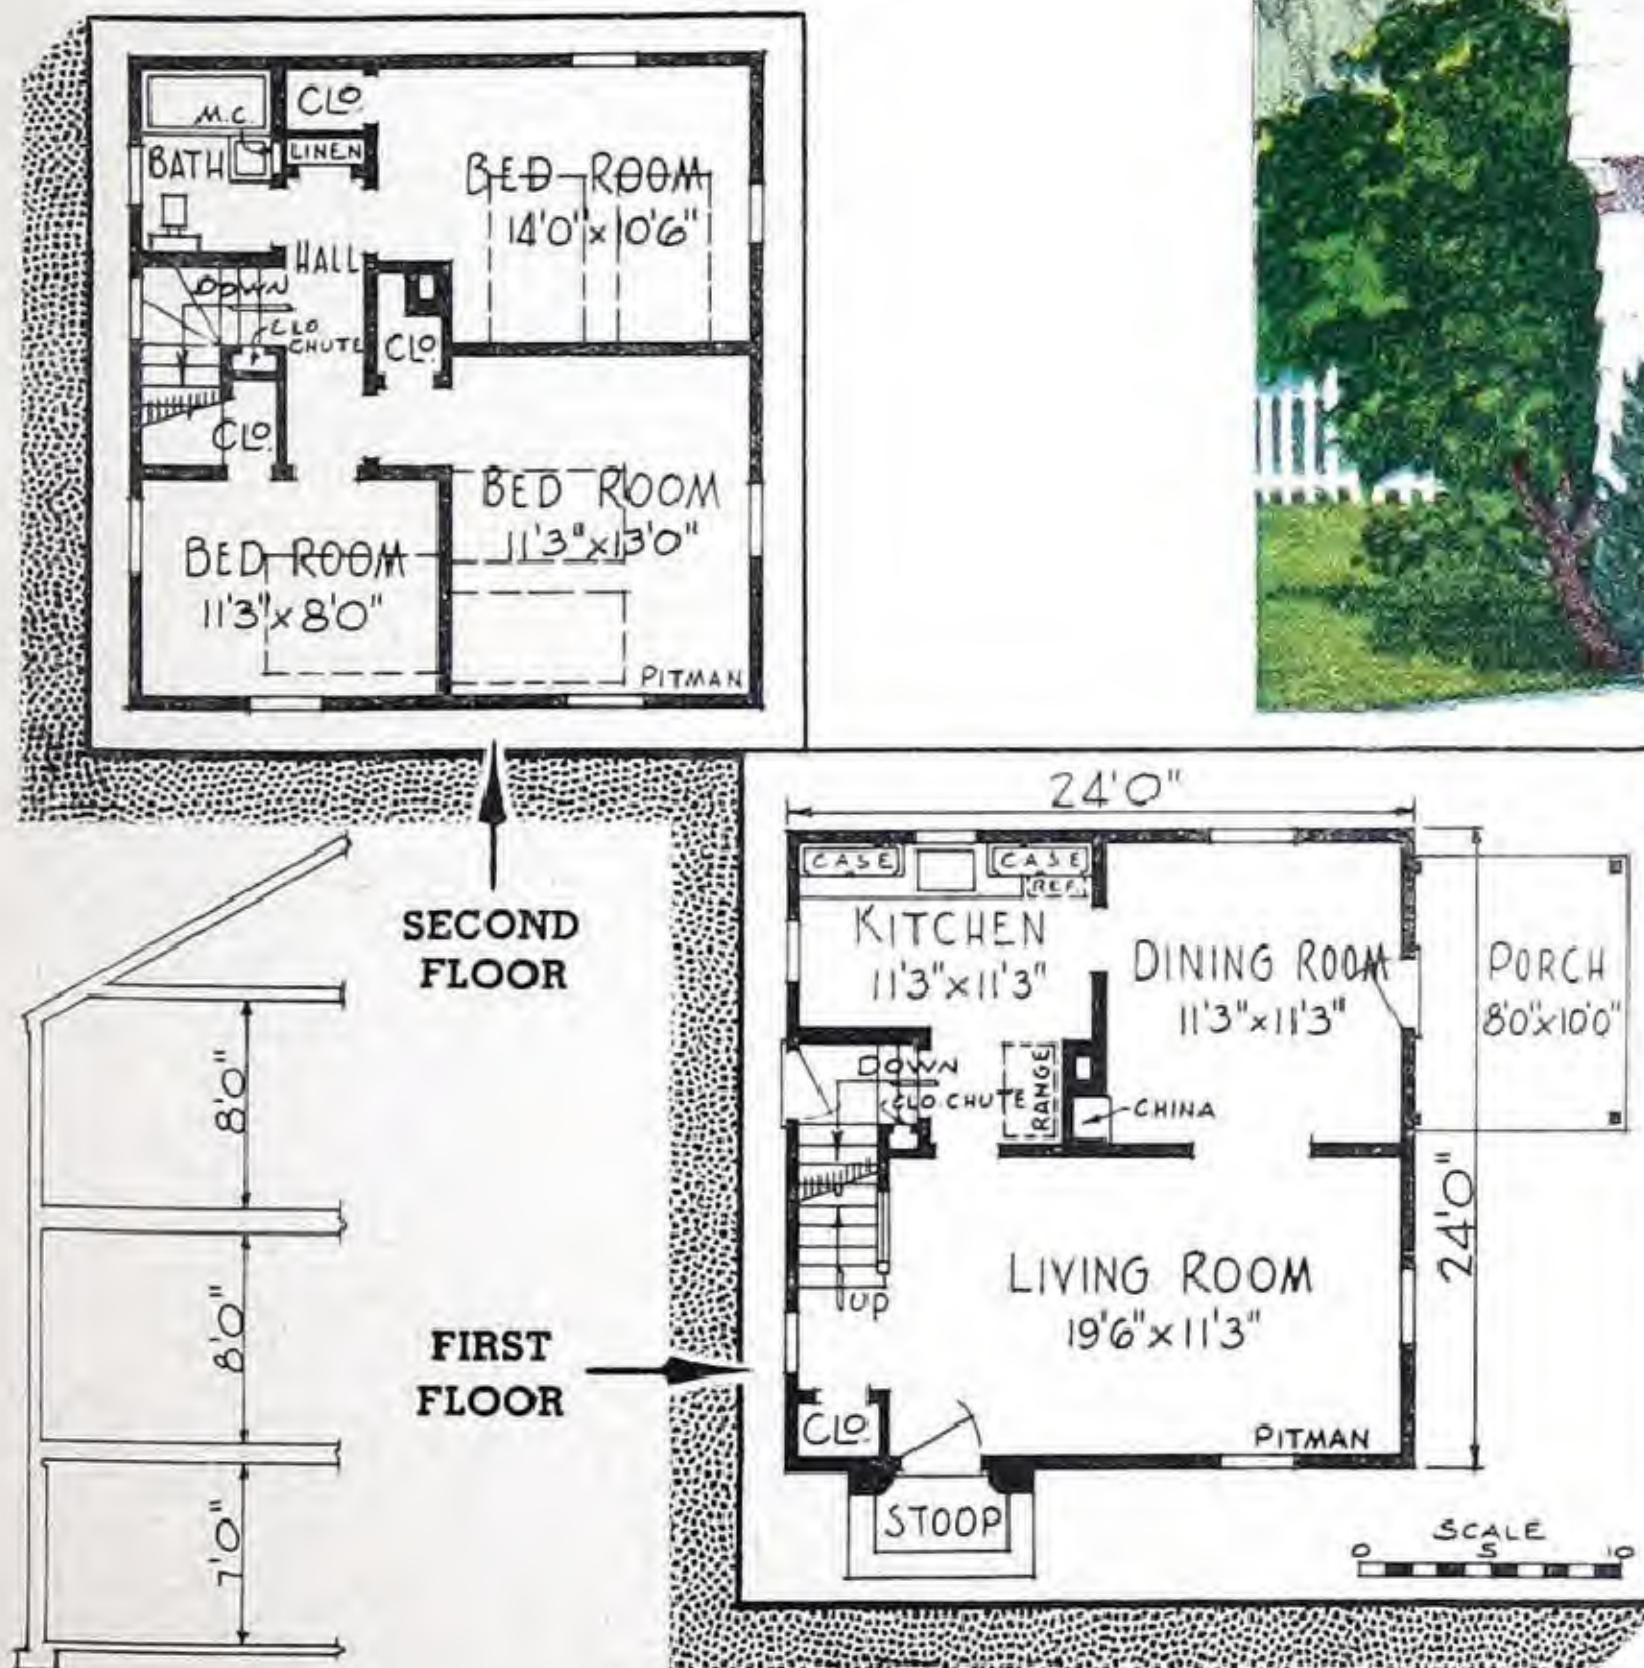 CLO.
M.C.
LINEN
BATH
BED ROOM
14'0" x 10'6"
HALL
DOWN
CLO
CHUTE
CLO.
CLO.
BED ROOM
11'3" x 13'0"
BED ROOM
11'3" x 8'0"
PITMAN
SECOND
FLOOR
8'0"
8'0"
7'0"
FIRST
FLOOR
24'0"
CASE
CASE
REF.
KITCHEN
11'3" x 11'3"
DINING ROOM
11'3" x 11'3"
PORCH
8'0" x 10'0"
DOWN
CLO. CHUTE
RANGE
CHINA
24'0"
LIVING ROOM
19'6" x 11'3"
UP
CLO.
PITMAN
STOOP
SCALE
0 5 10